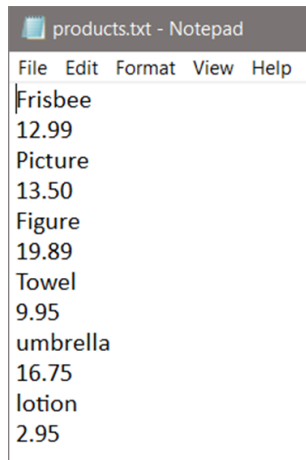 products.txt - Notepad
File Edit Format View Help
Frisbee
12.99
Picture
13.50
Figure
19.89
Towel
9.95
umbrella
16.75
lotion
2.95